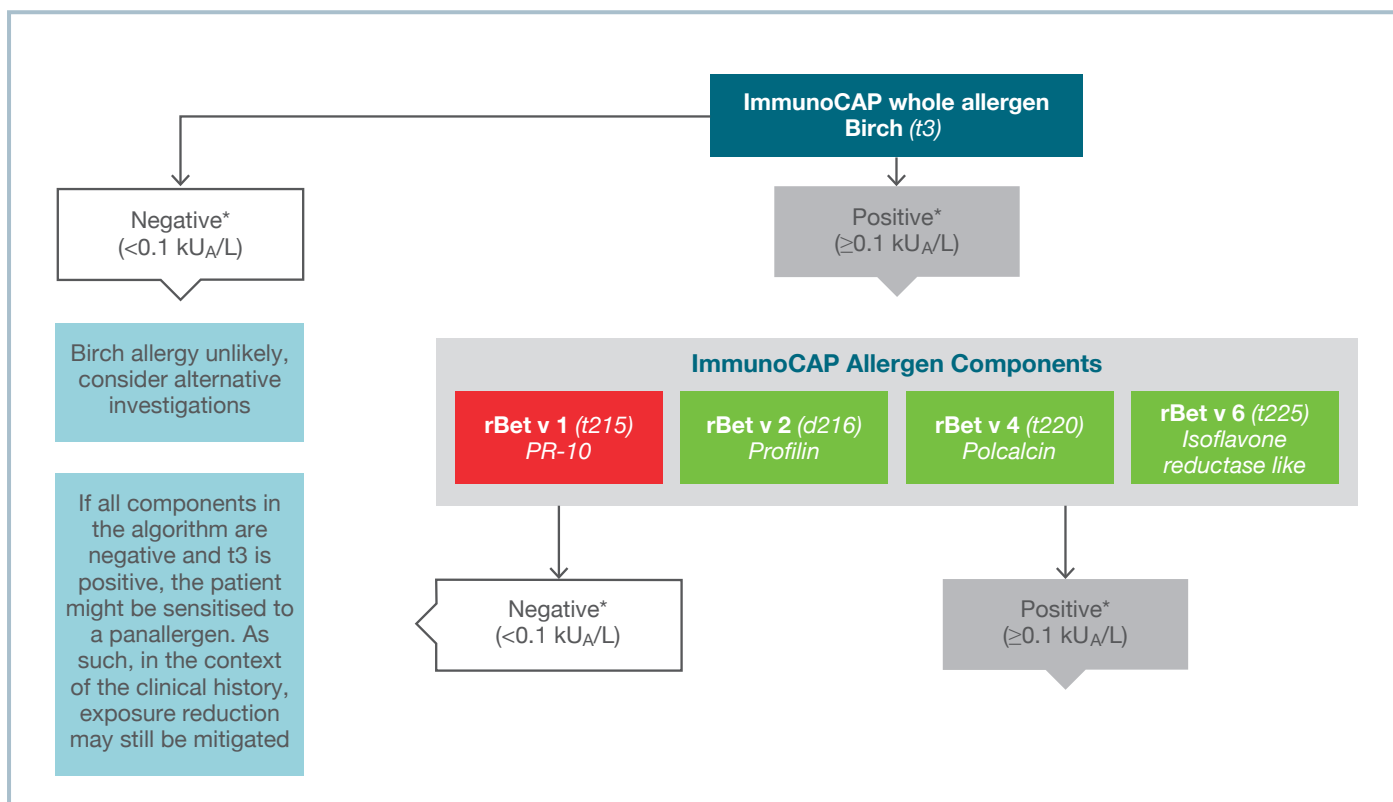 ImmunoCAP whole allergen
Birch (t3)
Negative*
(<0.1 kUA/L)
Positive*
(≥0.1 kUA/L)
Birch allergy unlikely,
consider alternative
investigations
ImmunoCAP Allergen Components
rBet v 1 (t215)
PR-10
rBet v 2 (d216)
Profilin
rBet v 4 (t220)
Polcalcin
rBet v 6 (t225)
Isoflavone
reductase like
If all components in
the algorithm are
negative and t3 is
positive, the patient
might be sensitised to
a panallergen. As
such, in the context
of the clinical history,
exposure reduction
may still be mitigated
Negative*
(<0.1 kUA/L)
Positive*
(≥0.1 kUA/L)